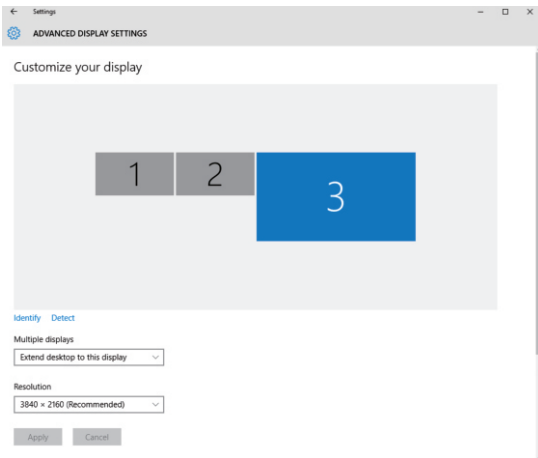 Settings
ADVANCED DISPLAY SETTINGS
Customize your display
1 2 3
Identify Detect
Multiple displays
Extend desktop to this display
Resolution
3840 × 2160 (Recommended)
Apply Cancel